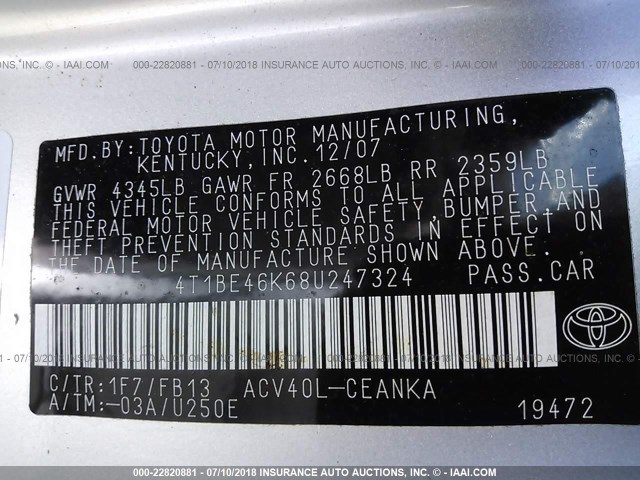 000-22820881 - 07/10/2018 INSURANCE AUTO AUCTIONS, INC. © - IAAI.COM
MFD.BY:TOYOTA MOTOR MANUFACTURING,
KENTUCKY,INC.12/07
GVWR 4345LB GAWR FR 2668LB RR 2359LB
THIS VEHICLE CONFORMS TO ALL APPLICABLE
FEDERAL MOTOR VEHICLE SAFETY,BUMPER,AND
THEFT PREVENTION STANDARDS IN EFFECT ON
THE DATE OF MANUFACTURE SHOWN ABOVE.
4T1BE46K68U247324 PASS.CAR
C/TR:1F7/FB13 ACV40L-CEANKA
A/TM:-03A/U250E 19472
000-22820881 - 07/10/2018 INSURANCE AUTO AUCTIONS, INC. © - IAAI.COM